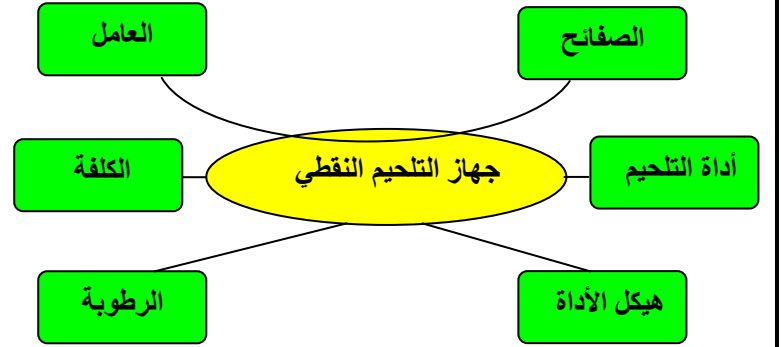 الصفائح
العامل
أداة التلحيم
جهاز التلحيم النقطي
الكلفة
هيكل الأداة
الرطوبة